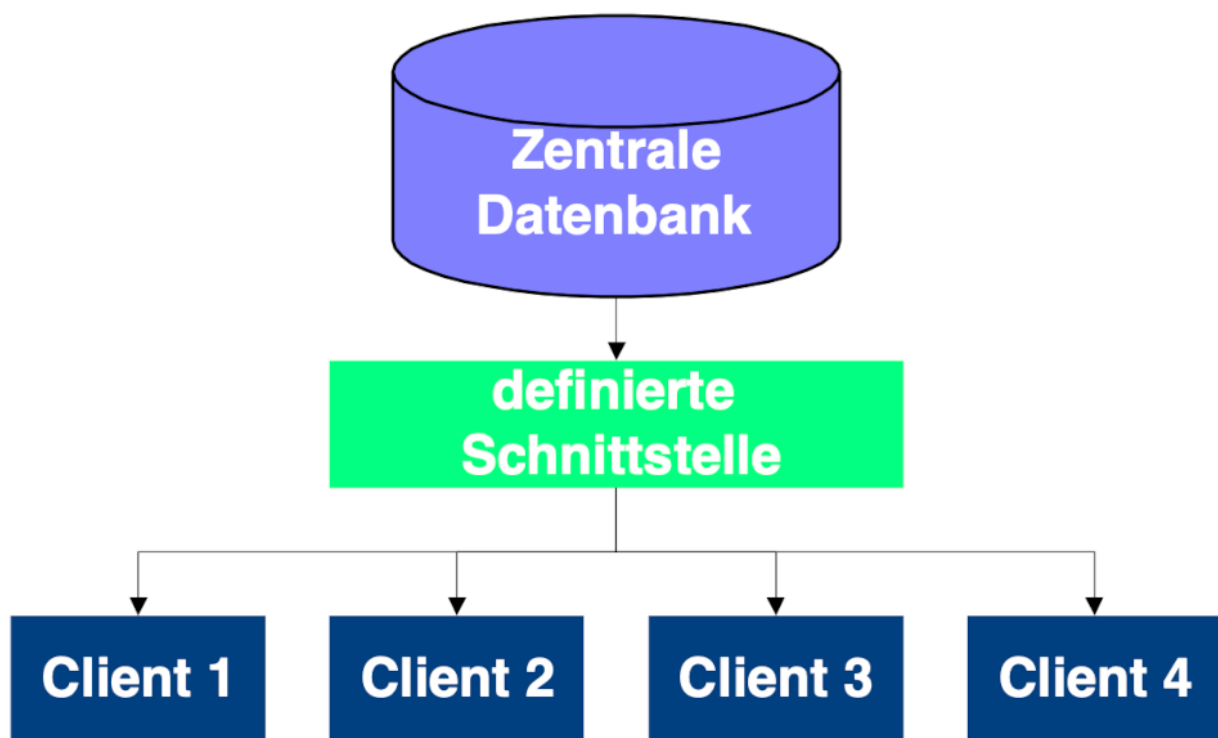 Zentrale
Datenbank
definierte
Schnittstelle
Client 1
Client 2
Client 3
Client 4